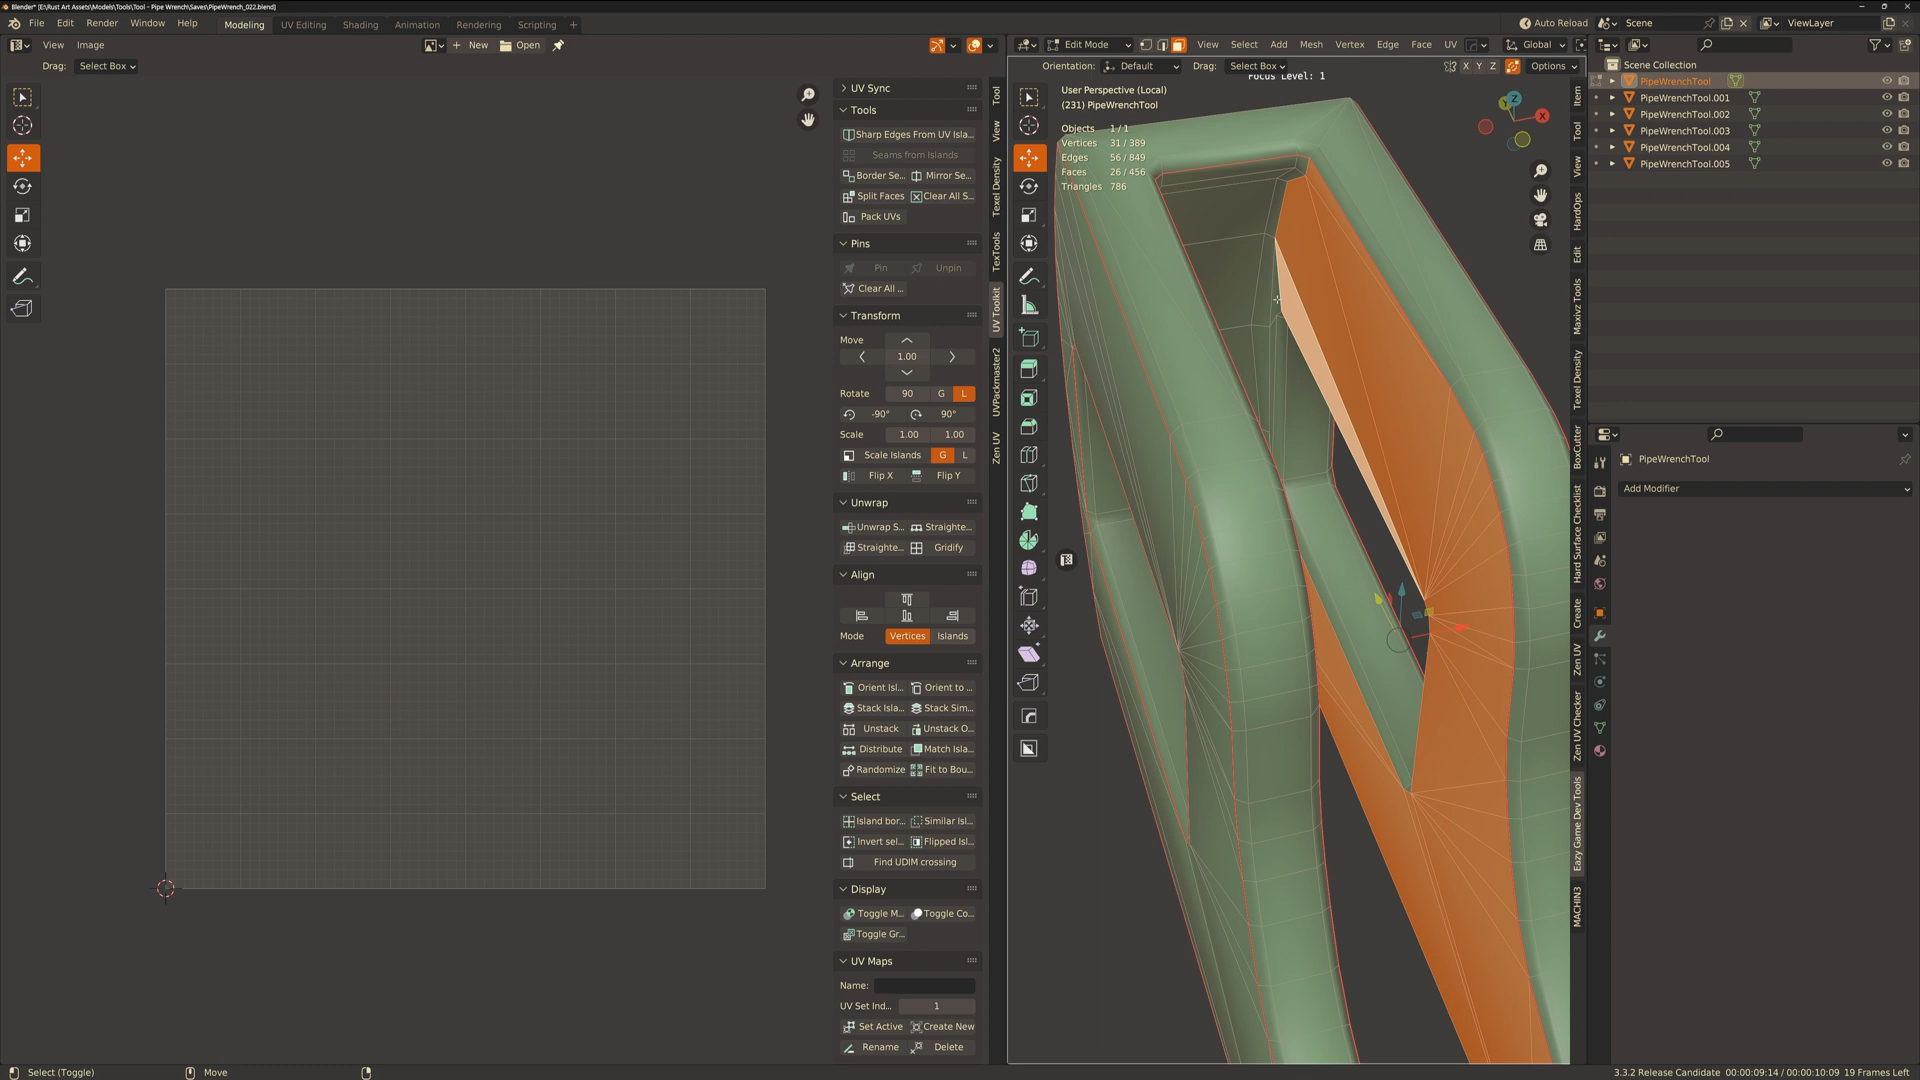 Blender* [E:\Rust Art Assets\Models\Tools\Tool - Pipe Wrench\Saves\PipeWrench_022.blend]
File Edit Render Window Help
Modeling UV Editing Shading Animation Rendering Scripting +
Auto Reload Scene ViewLayer
View Image New Open
Edit Mode View Select Add Mesh Vertex Edge Face UV Global
Drag: Select Box
Orientation: Default Drag: Select Box X Y Z Options
Focus Level: 1
User Perspective (Local)
(231) PipeWrenchTool
Objects 1/1
Vertices 31/389
Edges 56/849
Faces 26/456
Triangles 786
Z
Y
X
UV Sync
Tools
Sharp Edges From UV Isla...
Seams from Islands
Border Se... Mirror Se...
Split Faces Clear All S...
Pack UVs
Pins
Pin Unpin
Clear All ...
Transform
Move
1.00
Rotate 90 G L
-90° 90°
Scale 1.00 1.00
Scale Islands G L
Flip X Flip Y
Unwrap
Unwrap S... Straighte...
Straighte... Gridify
Align
Mode Vertices Islands
Arrange
Orient Isl... Orient to ...
Stack Isla... Stack Sim...
Unstack Unstack O...
Distribute Match Isla...
Randomize Fit to Bou...
Select
Island bor... Similar Isl...
Invert sel... Flipped Isl...
Find UDIM crossing
Display
Toggle M... Toggle Co...
Toggle Gr...
UV Maps
Name:
UV Set Ind... 1
Set Active Create New
Rename Delete
Tool
View
Texel Density
TexTools
UV Toolkit
UVPackmaster2
Zen UV
Item
Tool
View
HardOps
Edit
Maxivz Tools
Texel Density
BoxCutter
Hard Surface Checklist
Create
Zen UV
Zen UV Checker
Eazy Game Dev Tools
MACHIN3
Scene Collection
PipeWrenchTool
PipeWrenchTool.001
PipeWrenchTool.002
PipeWrenchTool.003
PipeWrenchTool.004
PipeWrenchTool.005
PipeWrenchTool
Add Modifier
Select (Toggle) Move
3.3.2 Release Candidate 00:00:09:14 / 00:00:10:09 19 Frames Left